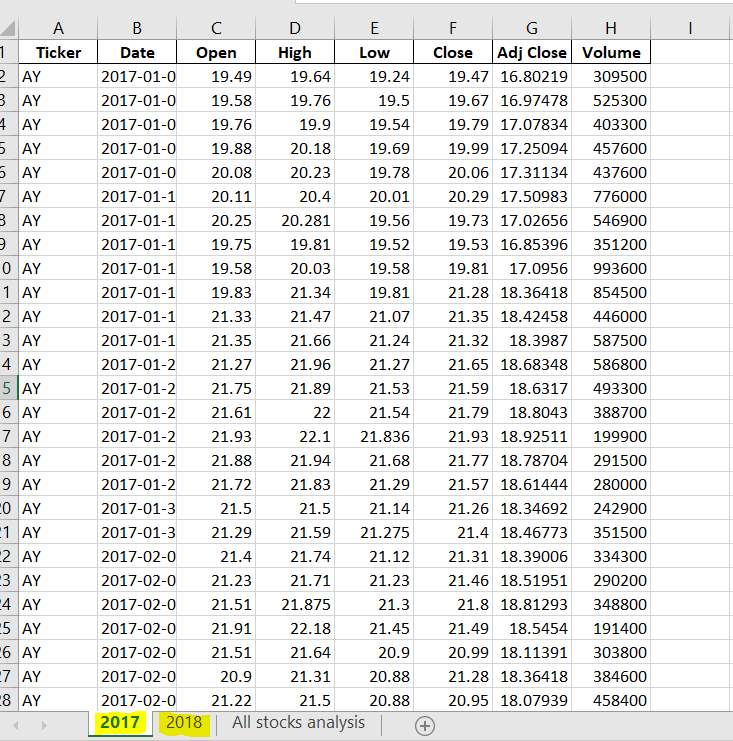 A B C D E F G H I
1 Ticker Date Open High Low Close Adj Close Volume
2 AY 2017-01-0 19.49 19.64 19.24 19.47 16.80219 309500
3 AY 2017-01-0 19.58 19.76 19.5 19.67 16.97478 525300
4 AY 2017-01-0 19.76 19.9 19.54 19.79 17.07834 403300
5 AY 2017-01-0 19.88 20.18 19.69 19.99 17.25094 457600
6 AY 2017-01-0 20.08 20.23 19.78 20.06 17.31134 437600
7 AY 2017-01-1 20.11 20.4 20.01 20.29 17.50983 776000
8 AY 2017-01-1 20.25 20.281 19.56 19.73 17.02656 546900
9 AY 2017-01-1 19.75 19.81 19.52 19.53 16.85396 351200
0 AY 2017-01-1 19.58 20.03 19.58 19.81 17.0956 993600
1 AY 2017-01-1 19.83 21.34 19.81 21.28 18.36418 854500
2 AY 2017-01-1 21.33 21.47 21.07 21.35 18.42458 446000
3 AY 2017-01-1 21.35 21.66 21.24 21.32 18.3987 587500
4 AY 2017-01-2 21.27 21.96 21.27 21.65 18.68348 586800
5 AY 2017-01-2 21.75 21.89 21.53 21.59 18.6317 493300
6 AY 2017-01-2 21.61 22 21.54 21.79 18.8043 388700
7 AY 2017-01-2 21.93 22.1 21.836 21.93 18.92511 199900
8 AY 2017-01-2 21.88 21.94 21.68 21.77 18.78704 291500
9 AY 2017-01-2 21.72 21.83 21.29 21.57 18.61444 280000
20 AY 2017-01-3 21.5 21.5 21.14 21.26 18.34692 242900
21 AY 2017-01-3 21.29 21.59 21.275 21.4 18.46773 351500
22 AY 2017-02-0 21.4 21.74 21.12 21.31 18.39006 334300
23 AY 2017-02-0 21.23 21.71 21.23 21.46 18.51951 290200
24 AY 2017-02-0 21.51 21.875 21.3 21.8 18.81293 348800
25 AY 2017-02-0 21.91 22.18 21.45 21.49 18.5454 191400
26 AY 2017-02-0 21.51 21.64 20.9 20.99 18.11391 303800
27 AY 2017-02-0 20.9 21.31 20.88 21.28 18.36418 384600
28 AY 2017-02-0 21.22 21.5 20.88 20.95 18.07939 458400
2017 2018 All stocks analysis